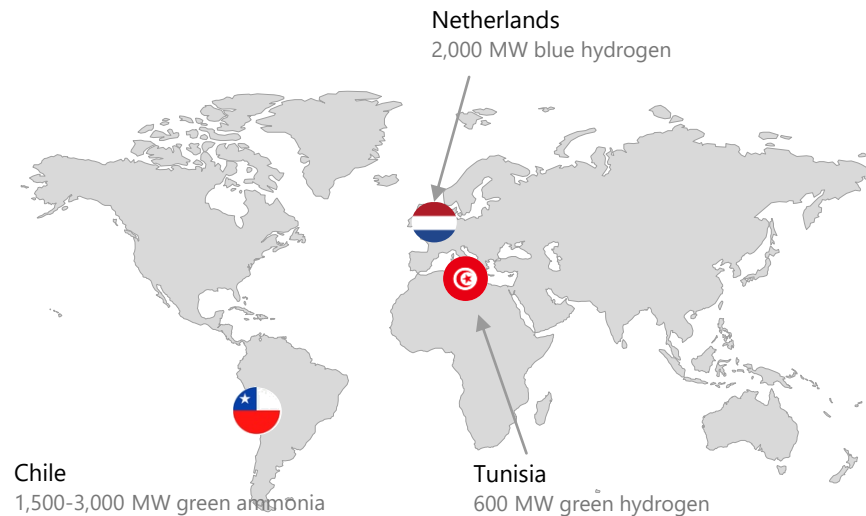 Netherlands
2,000 MW blue hydrogen
Chile
1,500-3,000 MW green ammonia
Tunisia
600 MW green hydrogen